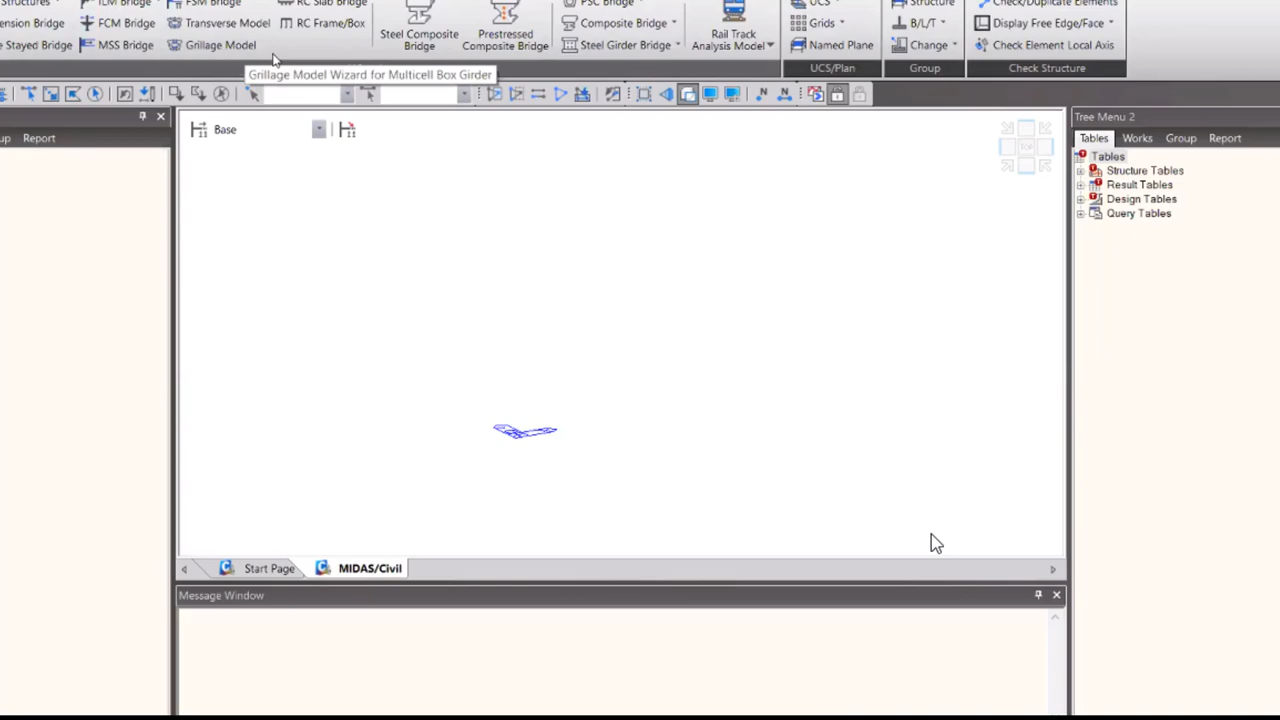 Structures ILM Bridge FSM Bridge RC Slab Bridge PSC Bridge UCS Structure Check/Duplicate Elements
ension Bridge FCM Bridge Transverse Model RC Frame/Box Composite Bridge Grids B/L/T Display Free Edge/Face
Stayed Bridge MSS Bridge Grillage Model Steel Composite Bridge Prestressed Composite Bridge Steel Girder Bridge Rail Track Analysis Model Named Plane Change Check Element Local Axis
UCS/Plan Group Check Structure
Grillage Model Wizard for Multicell Box Girder
Tree Menu 2
up Report
Base
TOP
Tables Works Group Report
Tables
Structure Tables
Result Tables
Design Tables
Query Tables
Start Page MIDAS/Civil
Message Window